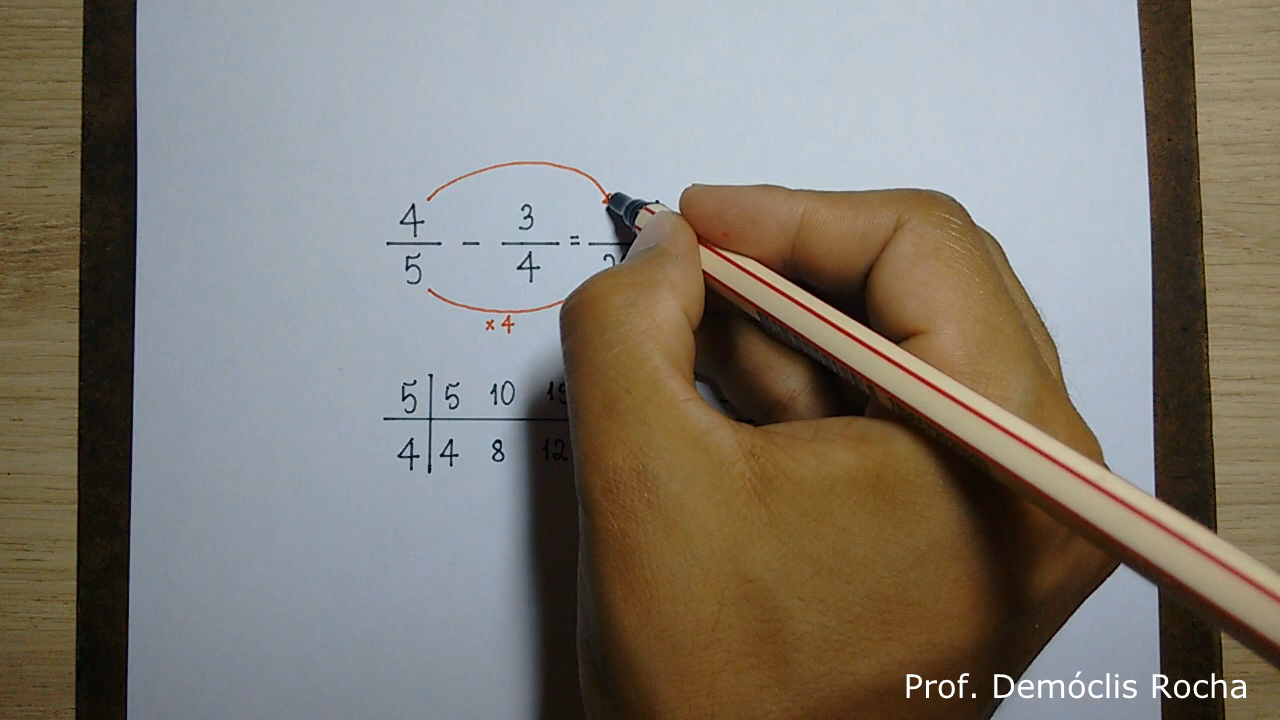 4/5 - 3/4 =
× 4
5 | 5 10
4 | 4 8 12
Prof. Demóclis Rocha